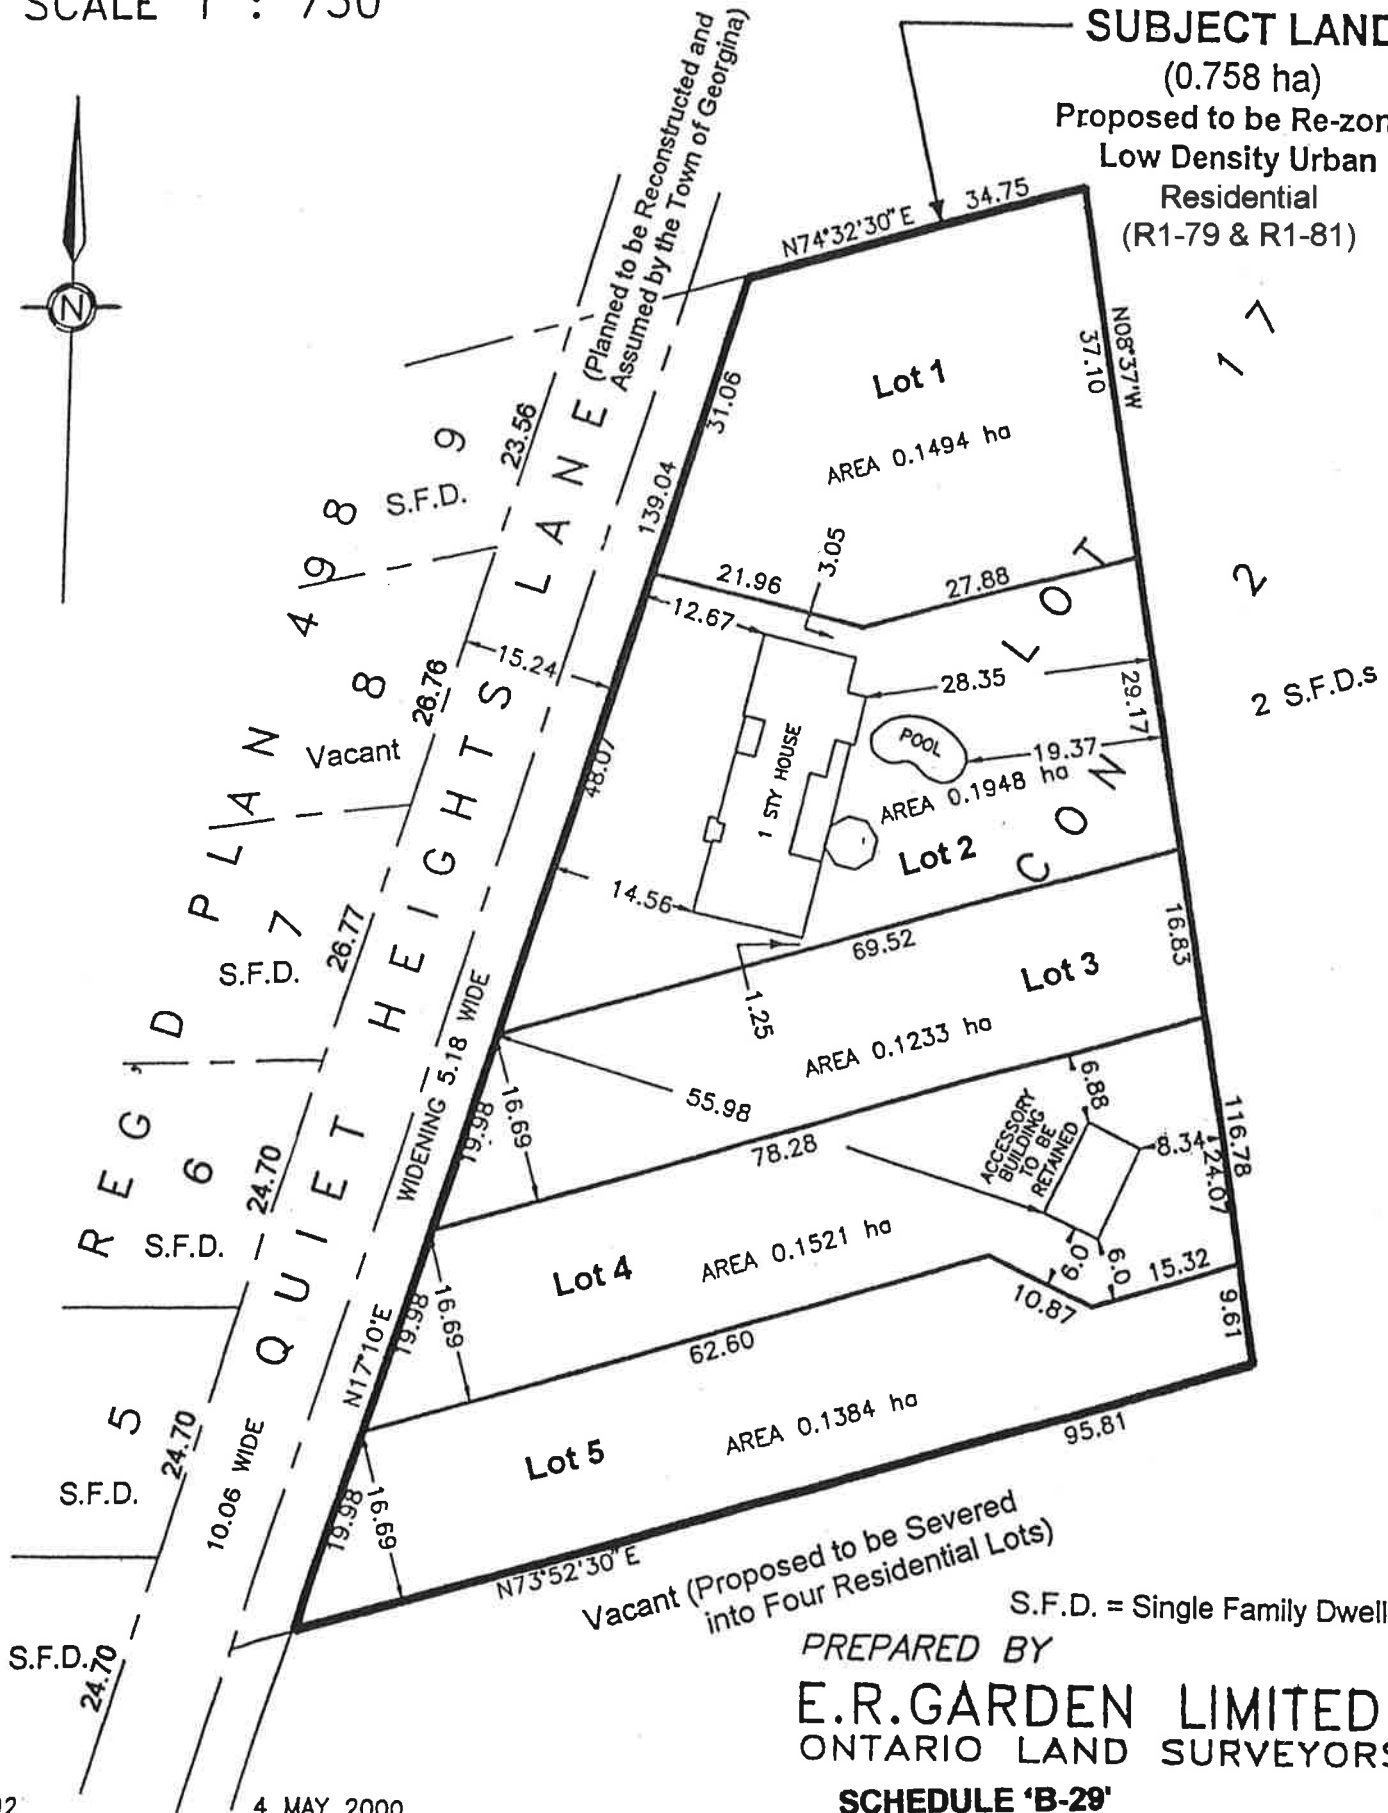 SCALE 1 : 750
SUBJECT LAND
(0.758 ha)
Proposed to be Re-zon
Low Density Urban
Residential
(R1-79 & R1-81)
(Planned to be Reconstructed and
Assumed by the Town of Georgina)
N
N74°32'30"E
34.75
N08°37'W
37.10
Lot 1
AREA 0.1494 ha
31.06
139.04
23.56
9
S.F.D.
QUIET HEIGHTS LANE
REG'D PLAN 498
21.96
27.88
3.05
12.67
15.24
28.35
29.17
CON 2
LOT 17
2 S.F.D.s
8
Vacant
26.76
48.07
1 STY HOUSE
POOL
19.37
AREA 0.1948 ha
Lot 2
14.56
69.52
1.25
16.83
7
S.F.D.
26.77
WIDENING 5.18 WIDE
Lot 3
AREA 0.1233 ha
55.98
19.98
16.69
78.28
ACCESSORY
BUILDING
TO BE
RETAINED
6.88
8.34
116.78
24.07
6
S.F.D.
24.70
Lot 4
AREA 0.1521 ha
6.0
6.0
15.32
10.87
9.61
N17°10'E
19.98
16.69
62.60
5
S.F.D.
24.70
10.06 WIDE
Lot 5
AREA 0.1384 ha
95.81
19.98
16.69
N73°52'30"E
Vacant (Proposed to be Severed
into Four Residential Lots)
S.F.D.
24.70
S.F.D. = Single Family Dwell
PREPARED BY
E.R.GARDEN LIMITED
ONTARIO LAND SURVEYORS
SCHEDULE 'B-29'
4 MAY 2000